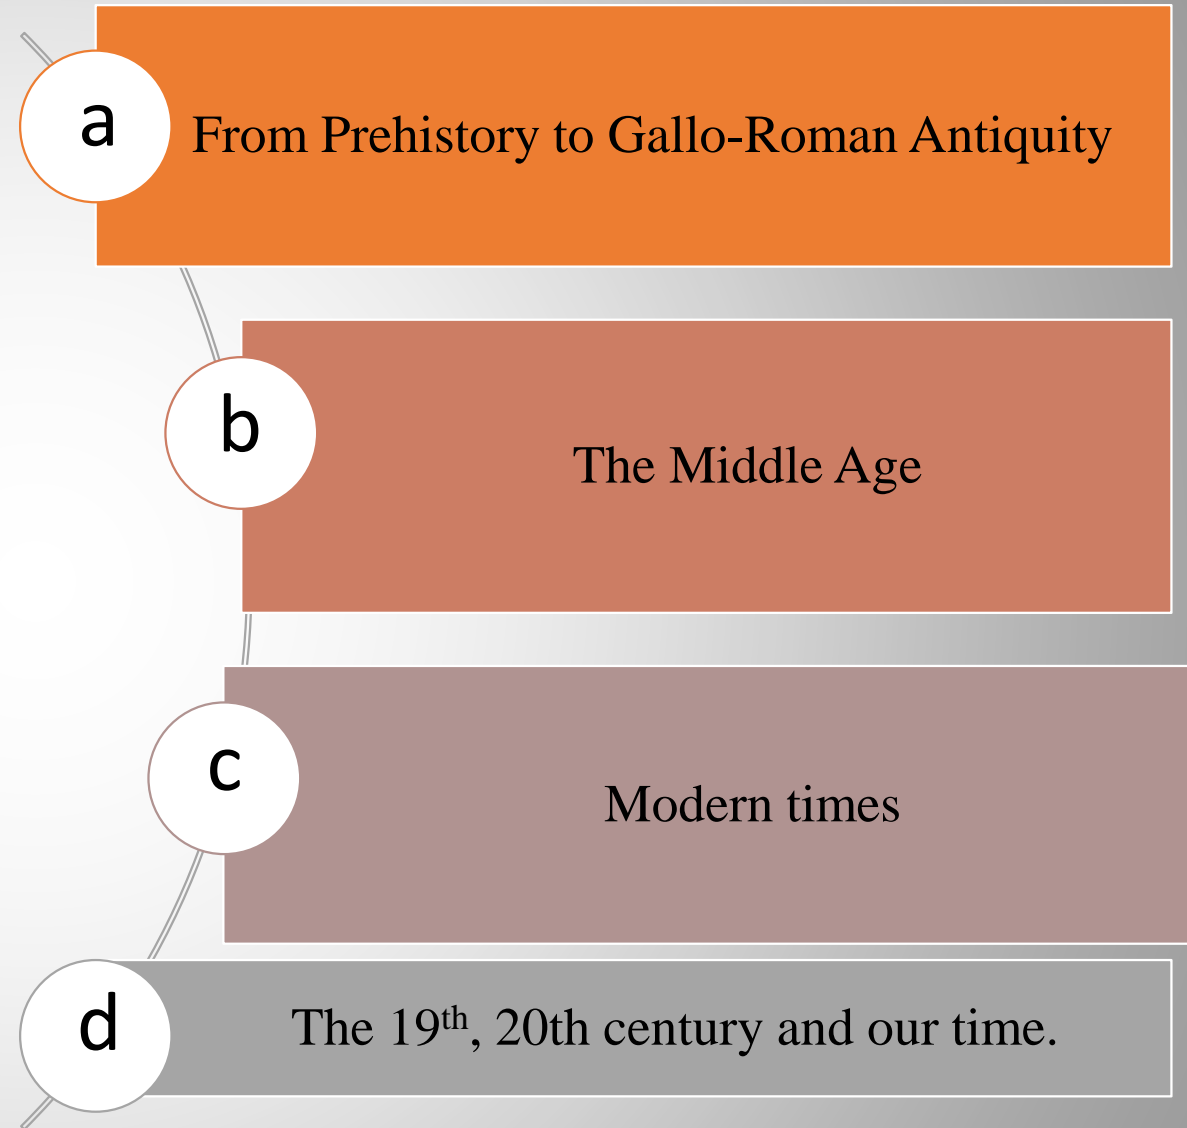 a
From Prehistory to Gallo-Roman Antiquity
b
The Middle Age
c
Modern times
d
The 19th, 20th century and our time.